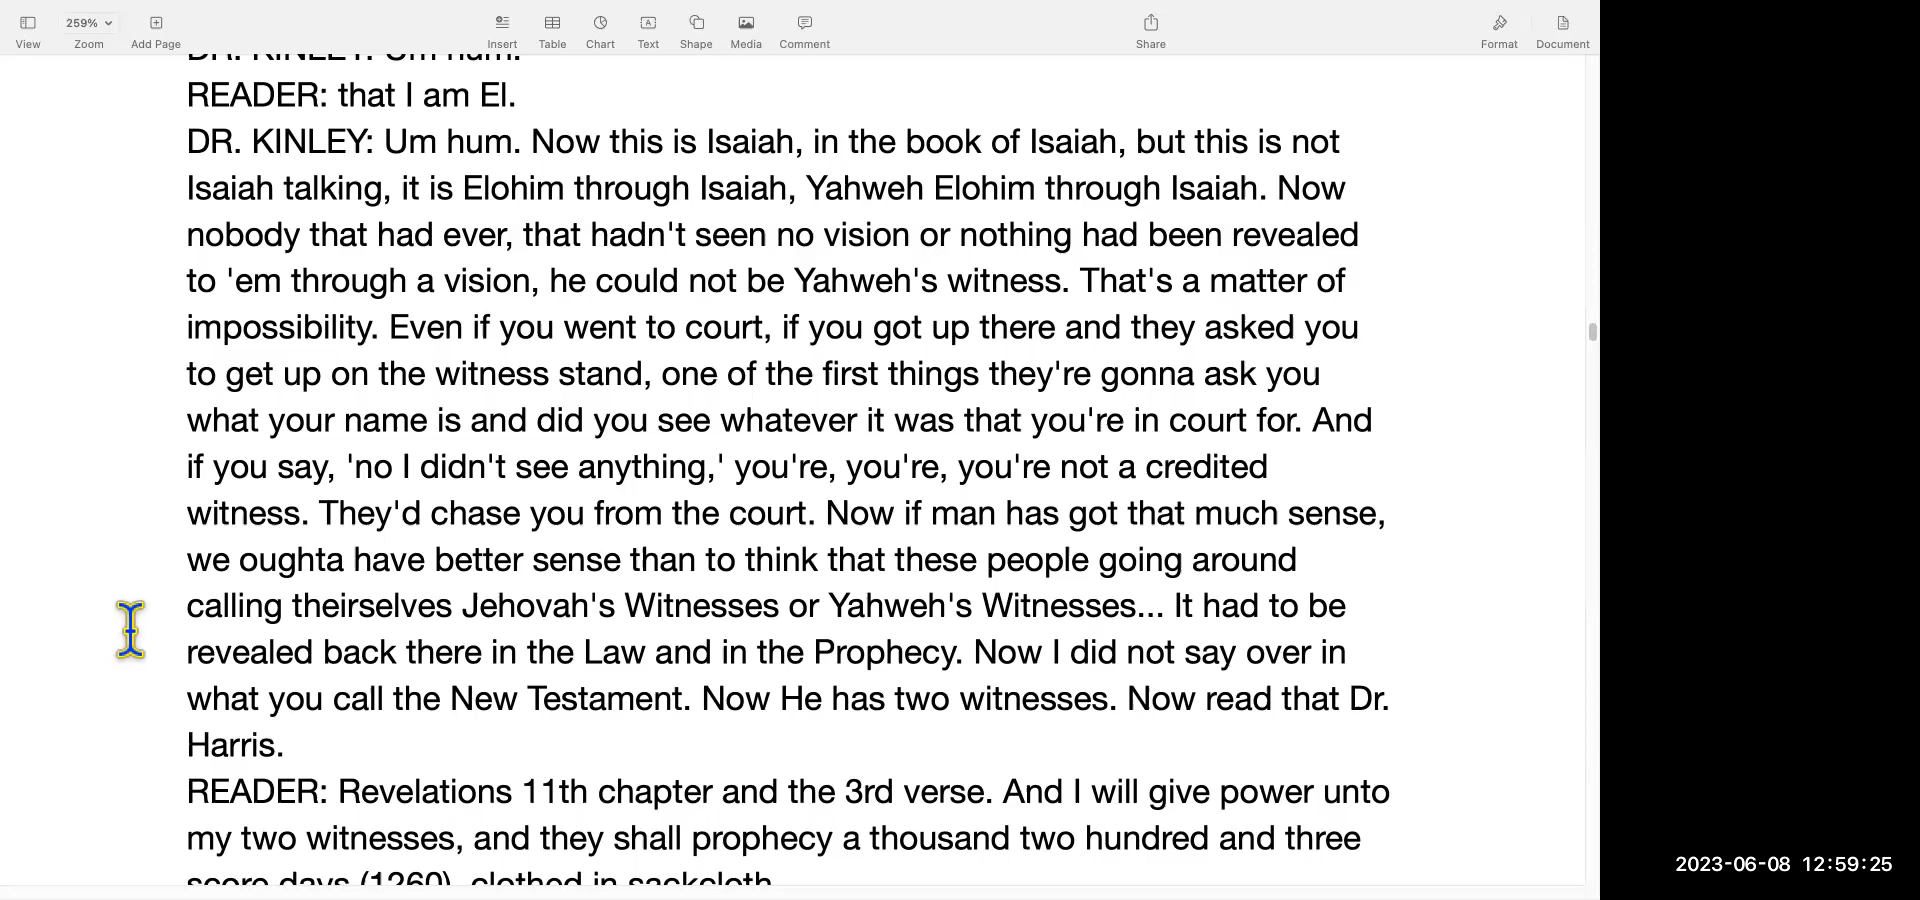 259%
View
Zoom
Add Page
Insert
Table
Chart
Text
Shape
Media
Comment
Share
Format
Document
DR. KINLEY: Um hum.
READER: that I am El.
DR. KINLEY: Um hum. Now this is Isaiah, in the book of Isaiah, but this is not
Isaiah talking, it is Elohim through Isaiah, Yahweh Elohim through Isaiah. Now
nobody that had ever, that hadn't seen no vision or nothing had been revealed
to 'em through a vision, he could not be Yahweh's witness. That's a matter of
impossibility. Even if you went to court, if you got up there and they asked you
to get up on the witness stand, one of the first things they're gonna ask you
what your name is and did you see whatever it was that you're in court for. And
if you say, 'no I didn't see anything,' you're, you're, you're not a credited
witness. They'd chase you from the court. Now if man has got that much sense,
we oughta have better sense than to think that these people going around
calling theirselves Jehovah's Witnesses or Yahweh's Witnesses... It had to be
revealed back there in the Law and in the Prophecy. Now I did not say over in
what you call the New Testament. Now He has two witnesses. Now read that Dr.
Harris.
READER: Revelations 11th chapter and the 3rd verse. And I will give power unto
my two witnesses, and they shall prophecy a thousand two hundred and three
score days (1260), clothed in sackcloth
2023-06-08 12:59:25